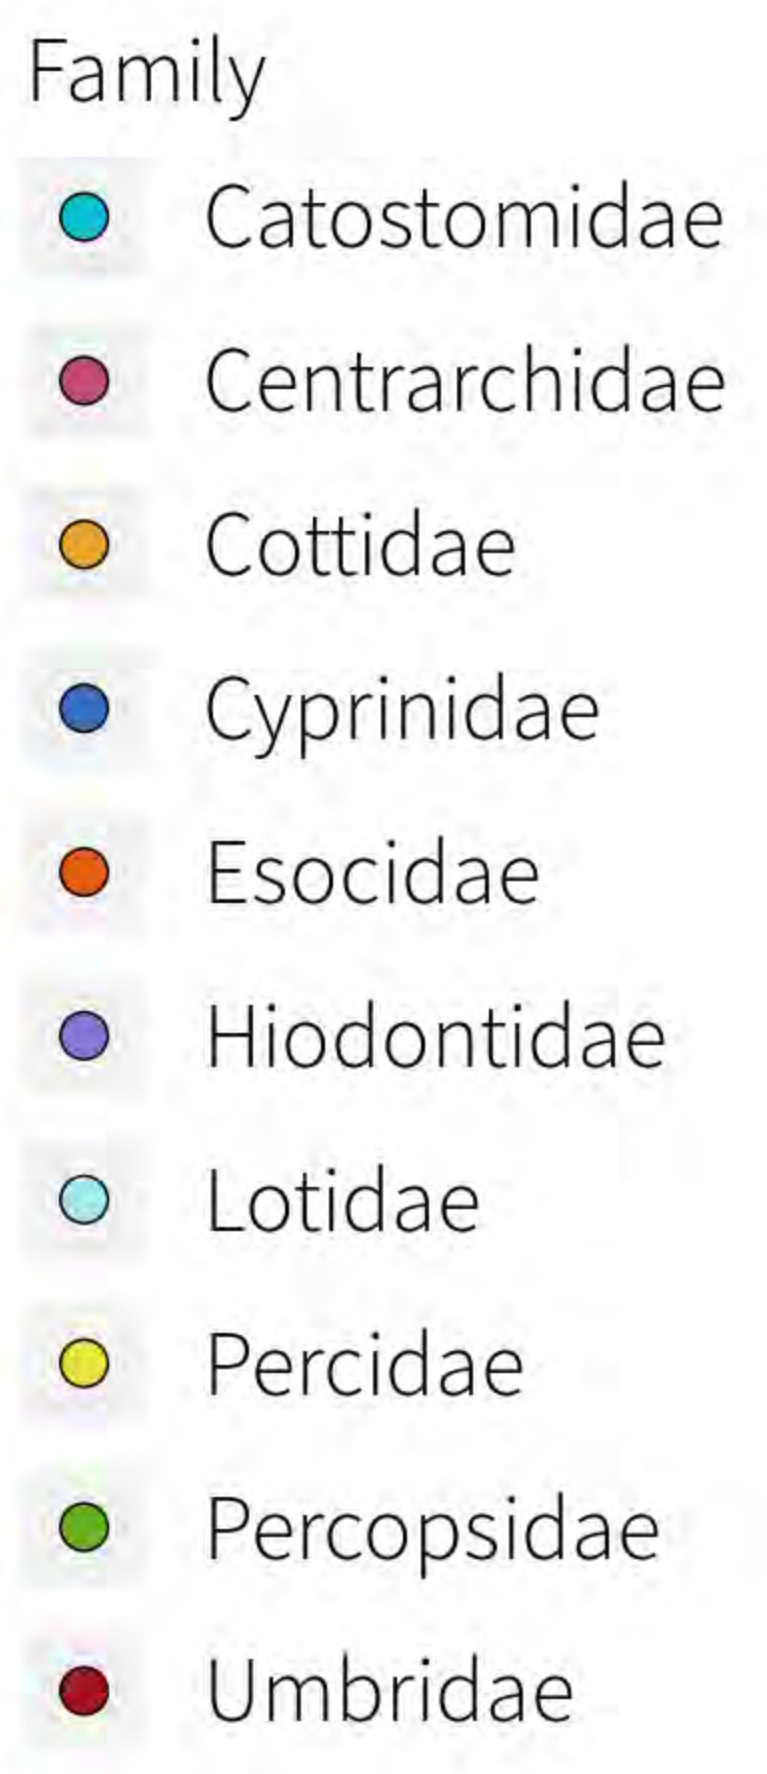 Family
Catostomidae
Centrarchidae
Cottidae
Cyprinidae
Esocidae
Hiodontidae
Lotidae
Percidae
Percopsidae
Umbridae